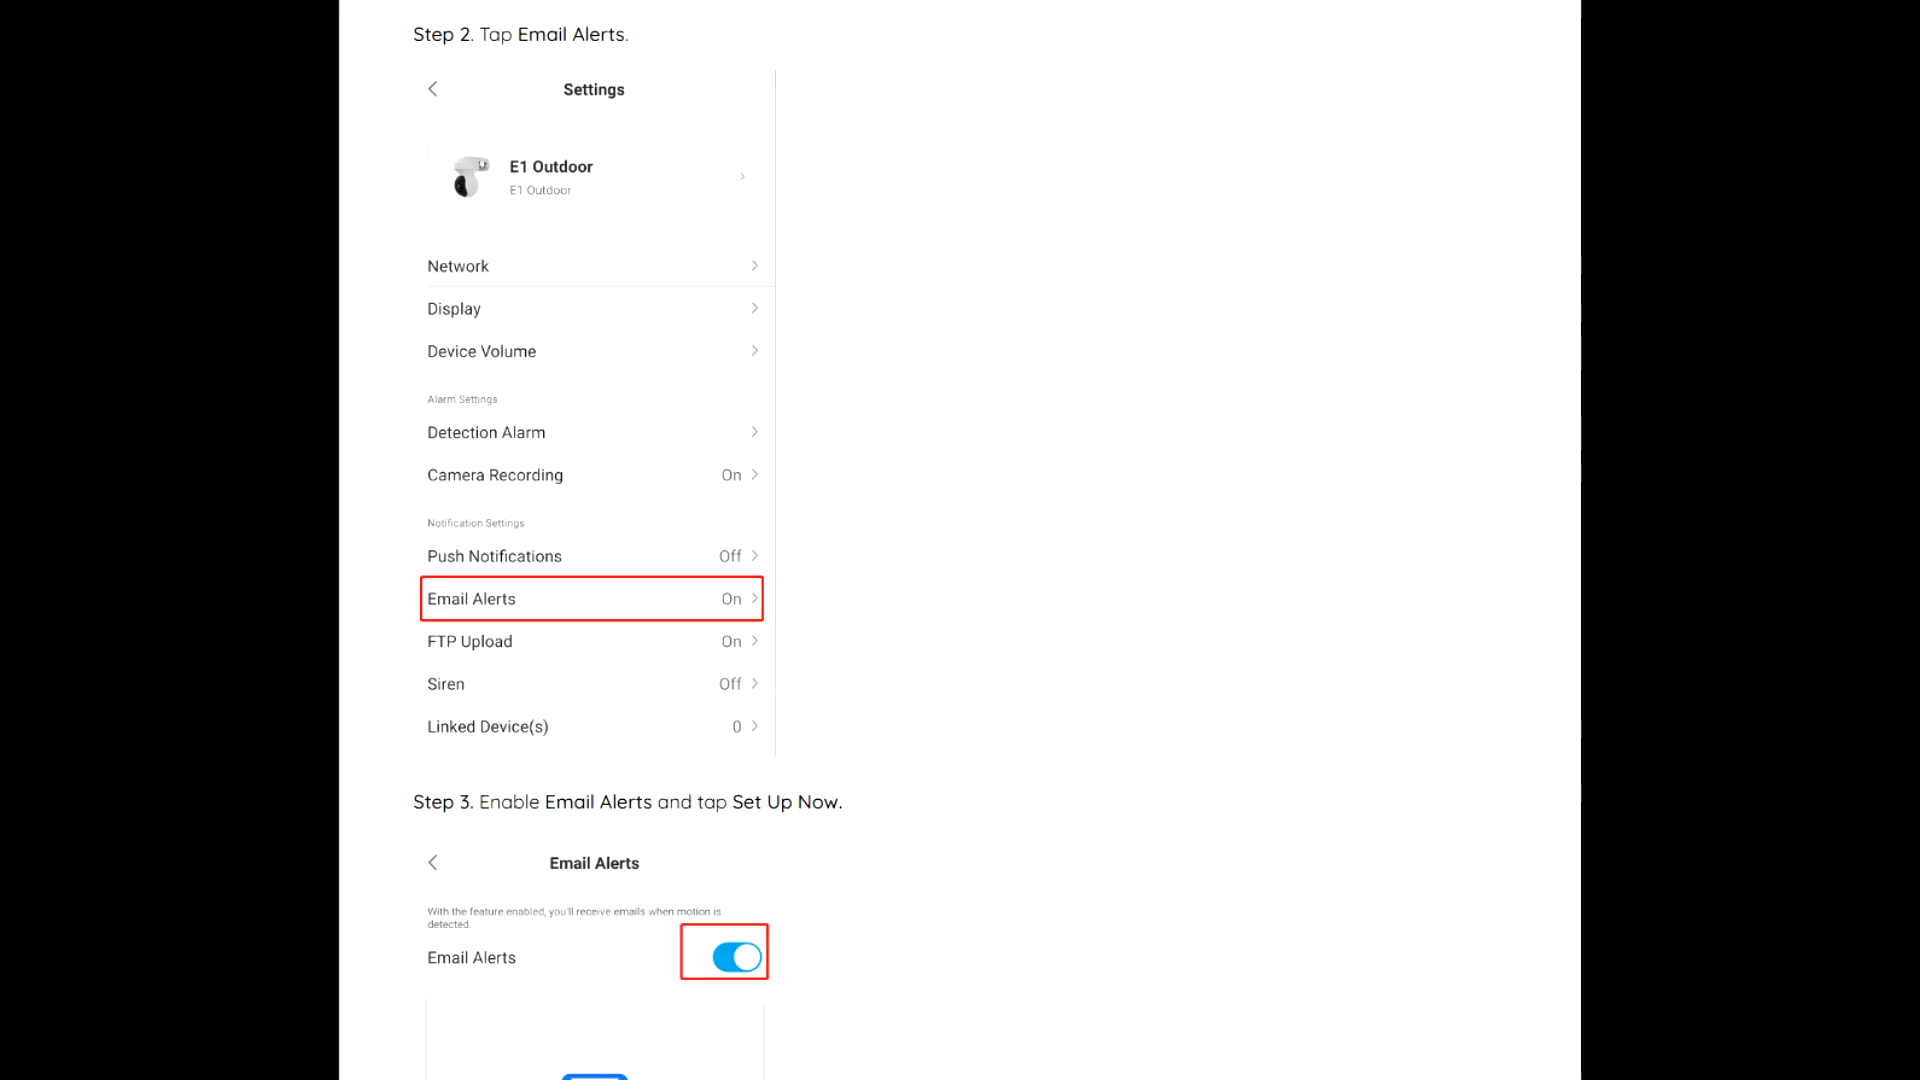 Step 2. Tap Email Alerts.
Settings
E1 Outdoor
E1 Outdoor
Network
Display
Device Volume
Alarm Settings
Detection Alarm
Camera Recording On
Notification Settings
Push Notifications Off
Email Alerts On
FTP Upload On
Siren Off
Linked Device(s) 0
Step 3. Enable Email Alerts and tap Set Up Now.
Email Alerts
With the feature enabled, you'll receive emails when motion is
detected.
Email Alerts